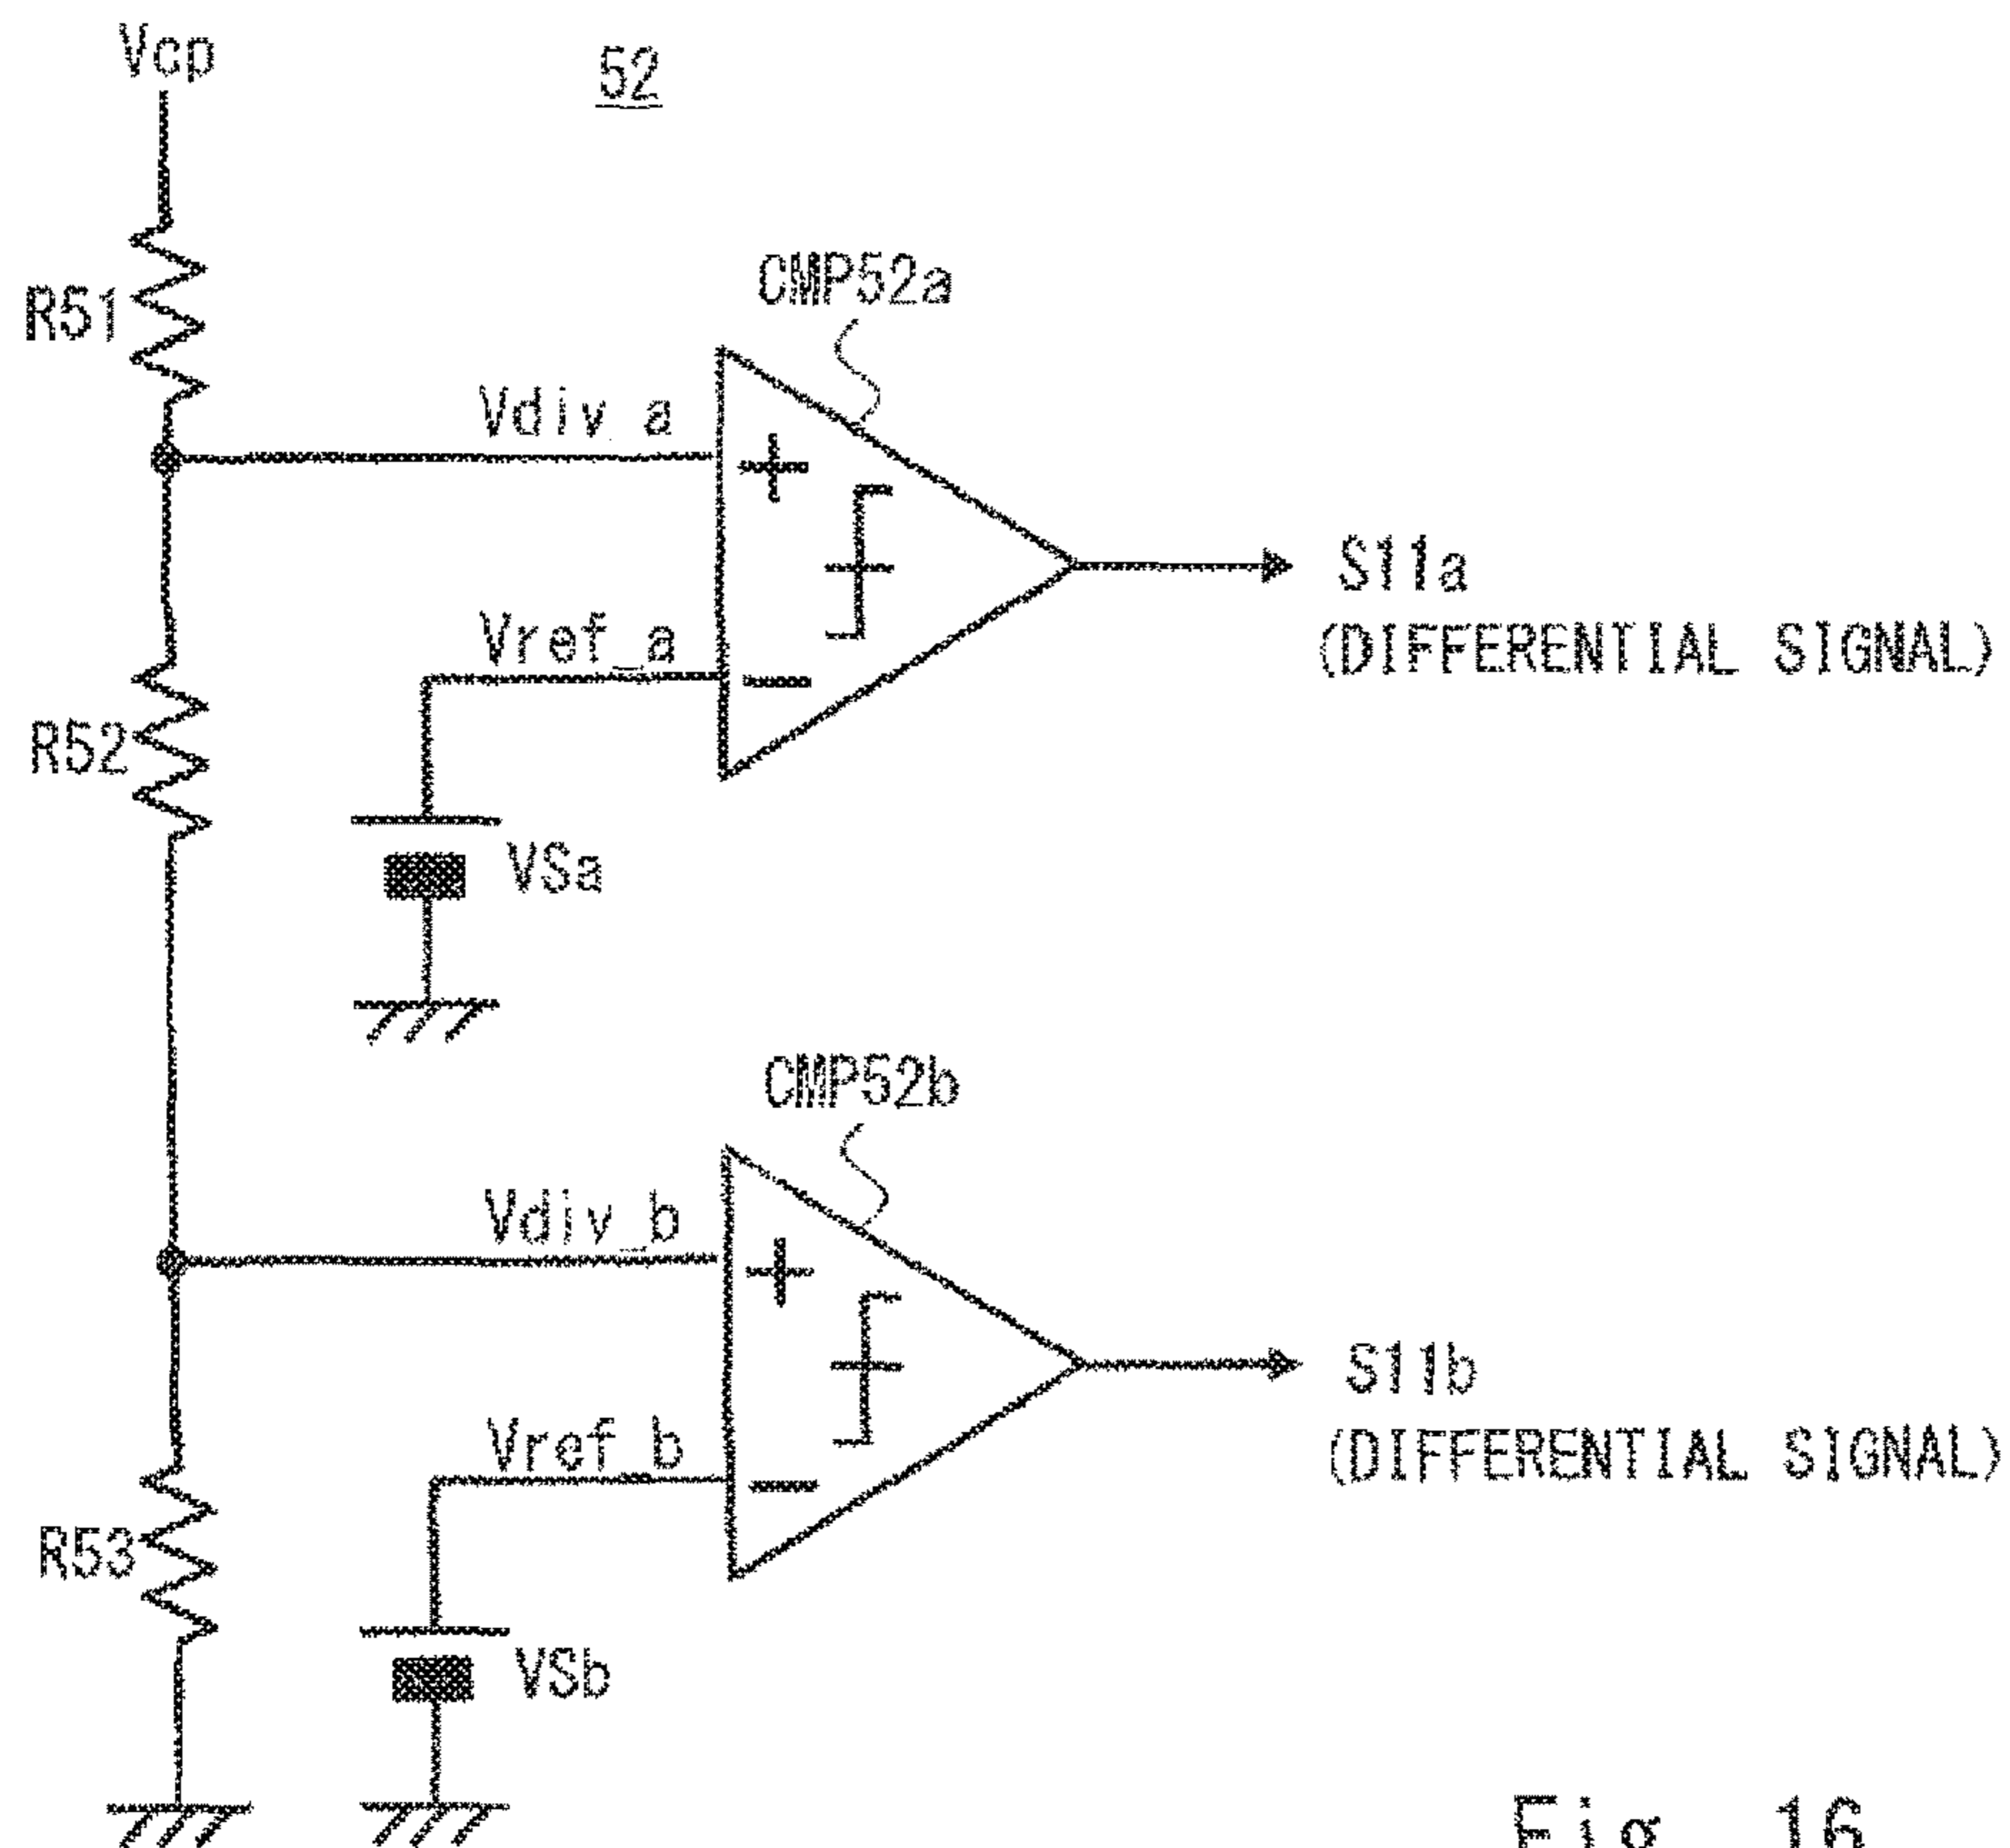 Vcp
52
CMP52a
R51
Vdiv_a
+
S11a
(DIFFERENTIAL SIGNAL)
Vref_a
−
R52
VSa
CMP52b
Vdiv_b
+
S11b
(DIFFERENTIAL SIGNAL)
Vref_b
−
R53
VSb
Fig. 16